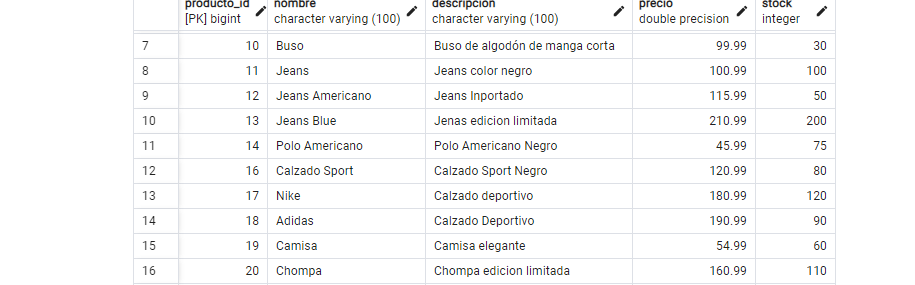 producto_id nombre descripcion precio stock
[PK] bigint character varying (100) character varying (100) double precision integer
7 10 Buso Buso de algodón de manga corta 99.99 30
8 11 Jeans Jeans color negro 100.99 100
9 12 Jeans Americano Jeans Inportado 115.99 50
10 13 Jeans Blue Jenas edicion limitada 210.99 200
11 14 Polo Americano Polo Americano Negro 45.99 75
12 16 Calzado Sport Calzado Sport Negro 120.99 80
13 17 Nike Calzado deportivo 180.99 120
14 18 Adidas Calzado Deportivo 190.99 90
15 19 Camisa Camisa elegante 54.99 60
16 20 Chompa Chompa edicion limitada 160.99 110